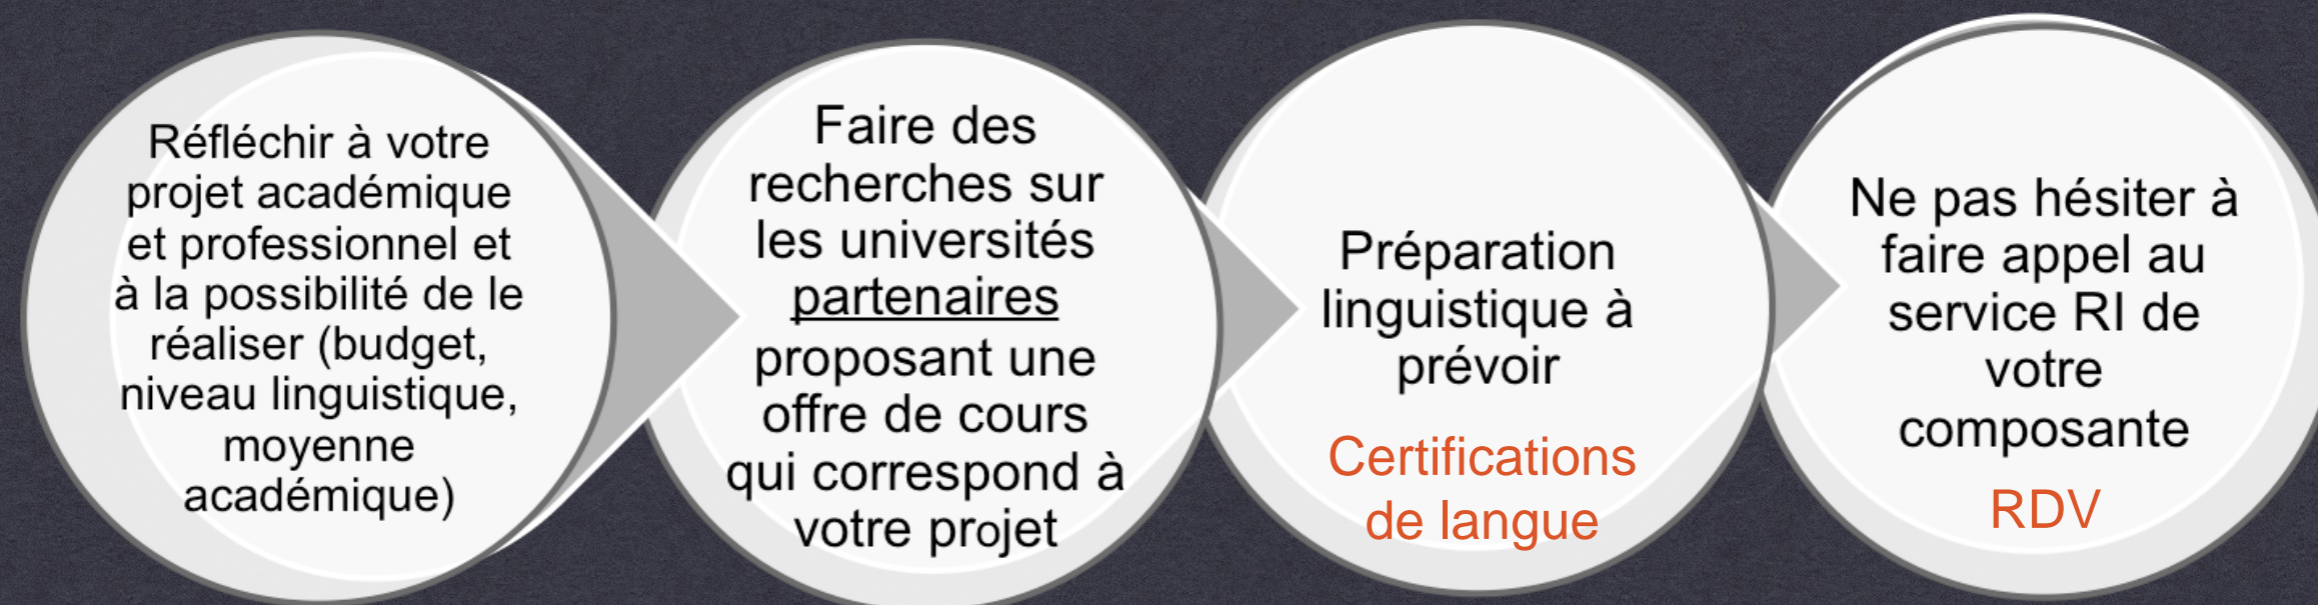 Réfléchir à votre
projet académique
et professionnel et
à la possibilité de le
réaliser (budget,
niveau linguistique,
moyenne
académique)
Faire des
recherches sur
les universités
partenaires
proposant une
offre de cours
qui correspond à
votre projet
Préparation
linguistique à
prévoir
Certifications
de langue
Ne pas hésiter à
faire appel au
service RI de
votre
composante
RDV